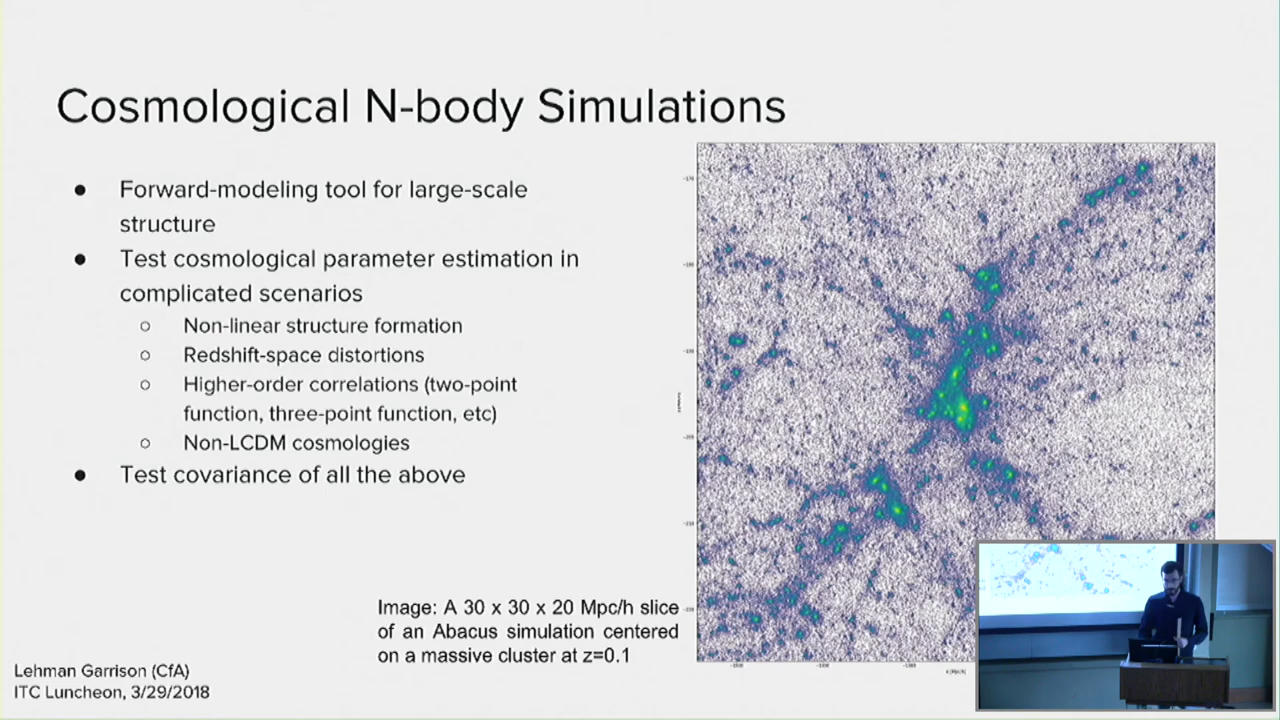 Cosmological N-body Simulations
● Forward-modeling tool for large-scale
structure
● Test cosmological parameter estimation in
complicated scenarios
○ Non-linear structure formation
○ Redshift-space distortions
○ Higher-order correlations (two-point
function, three-point function, etc)
○ Non-LCDM cosmologies
● Test covariance of all the above
Image: A 30 x 30 x 20 Mpc/h slice
of an Abacus simulation centered
on a massive cluster at z=0.1
Lehman Garrison (CfA)
ITC Luncheon, 3/29/2018